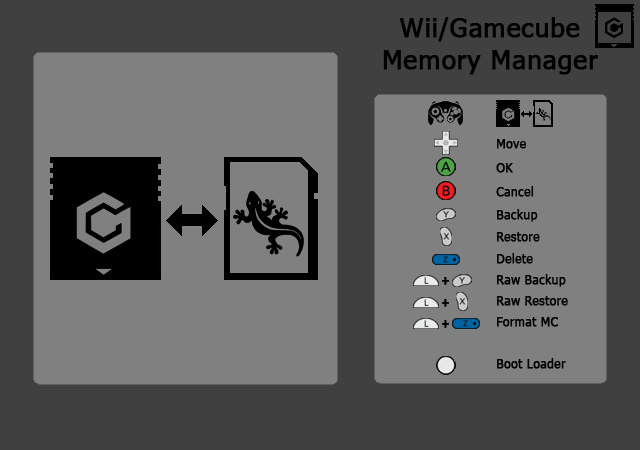 Wii/Gamecube
Memory Manager
Move
A OK
B Cancel
Y Backup
X Restore
Z Delete
L + Y Raw Backup
L + X Raw Restore
L + Z Format MC
Boot Loader